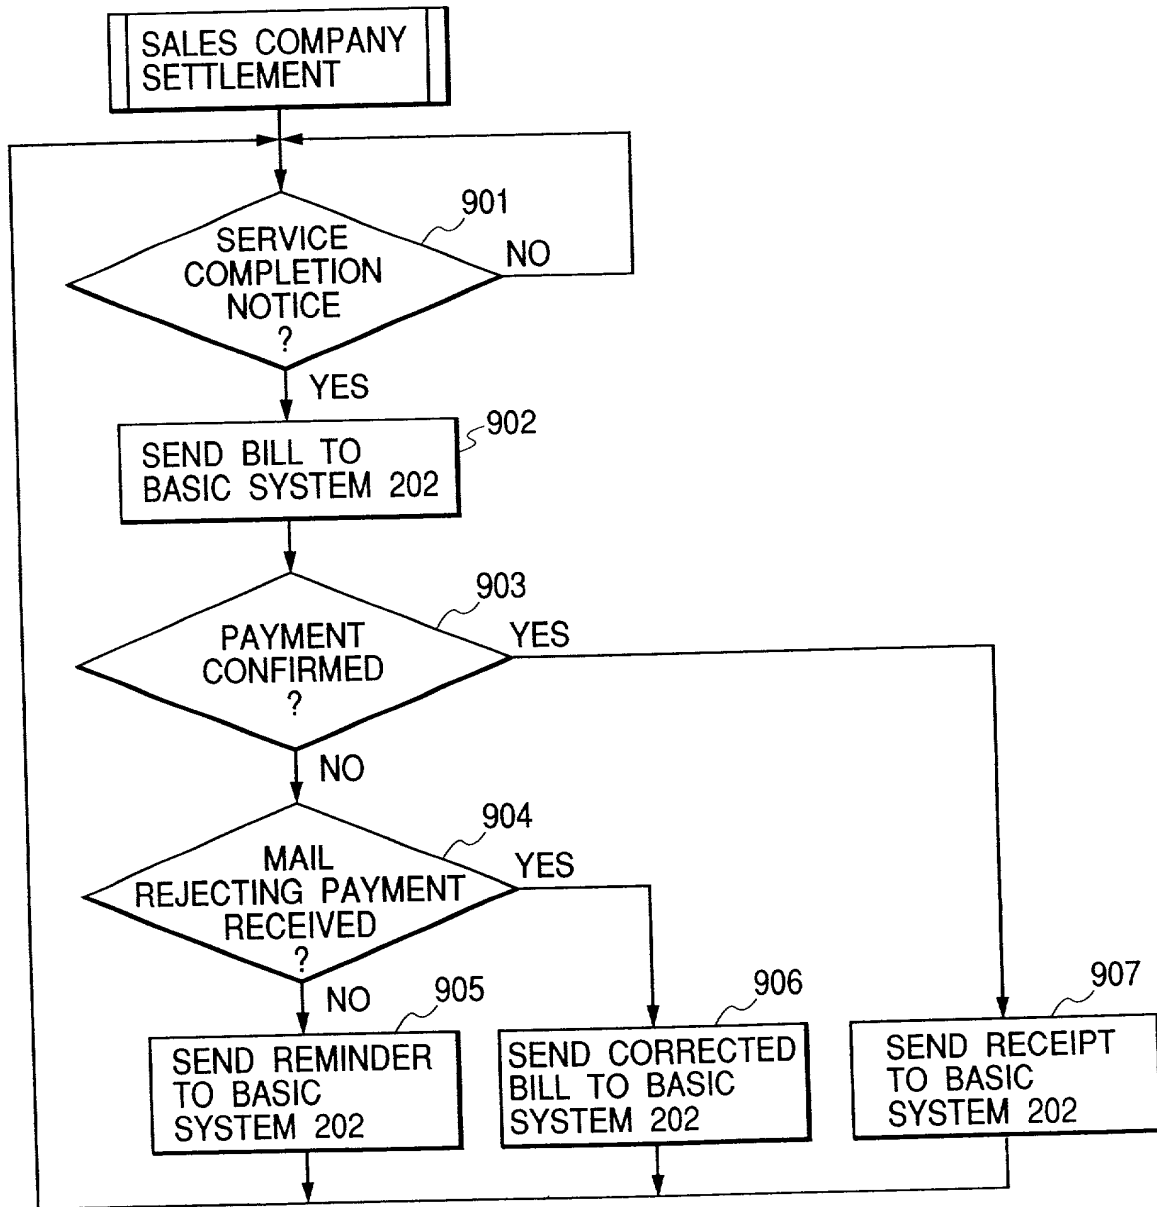 SALES COMPANY
SETTLEMENT
901
SERVICE
COMPLETION
NOTICE
?
NO
YES
902
SEND BILL TO
BASIC SYSTEM 202
903
PAYMENT
CONFIRMED
?
YES
NO
904
MAIL
REJECTING PAYMENT
RECEIVED
?
YES
NO
905
SEND REMINDER
TO BASIC
SYSTEM 202
906
SEND CORRECTED
BILL TO BASIC
SYSTEM 202
907
SEND RECEIPT
TO BASIC
SYSTEM 202